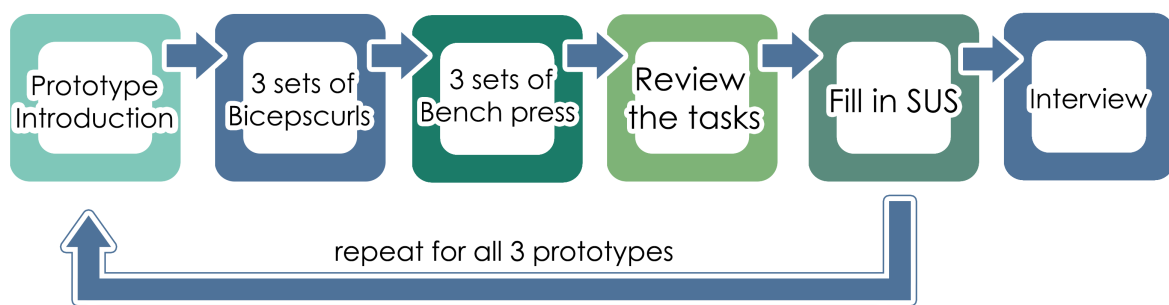 Prototype
Introduction
3 sets of
Bicepscurls
3 sets of
Bench press
Review
the tasks
Fill in SUS
Interview
repeat for all 3 prototypes